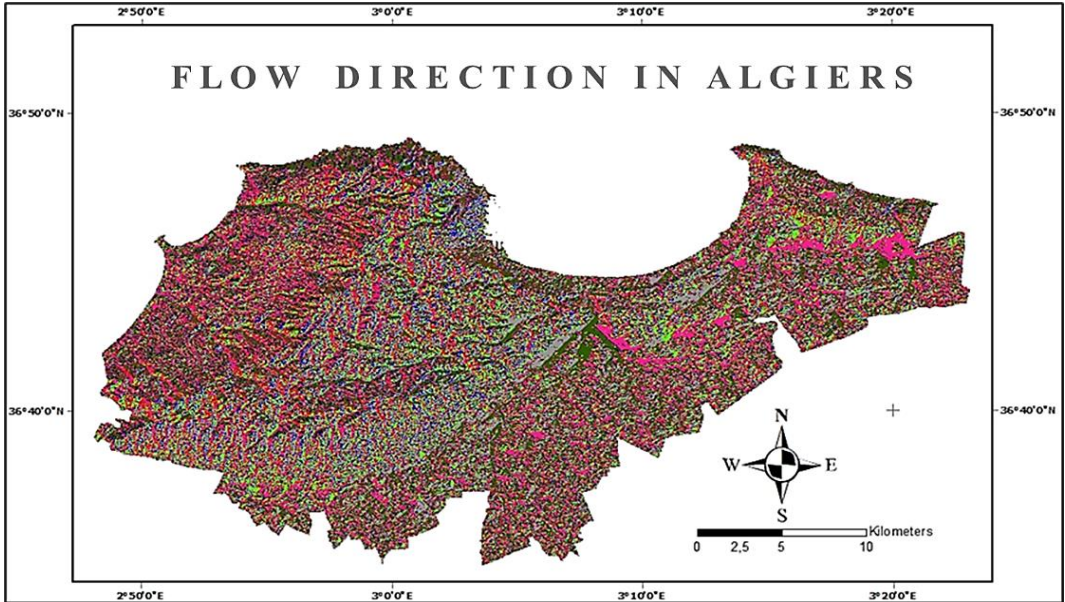 2°50'0"E 3°0'0"E 3°10'0"E 3°20'0"E
FLOW DIRECTION IN ALGIERS
36°50'0"N 36°50'0"N
36°40'0"N 36°40'0"N
N
W E
S
Kilometers
0 2,5 5 10
2°50'0"E 3°0'0"E 3°10'0"E 3°20'0"E